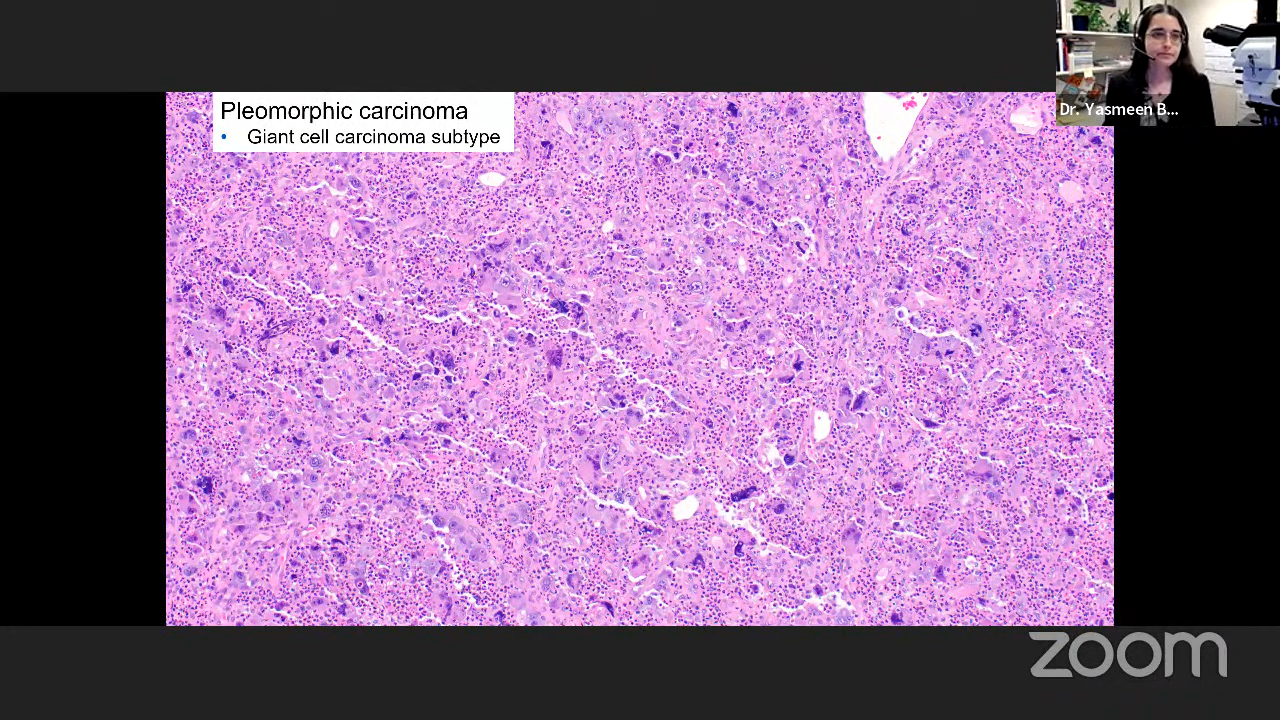 Pleomorphic carcinoma
• Giant cell carcinoma subtype
Dr. Yasmeen B...
zoom